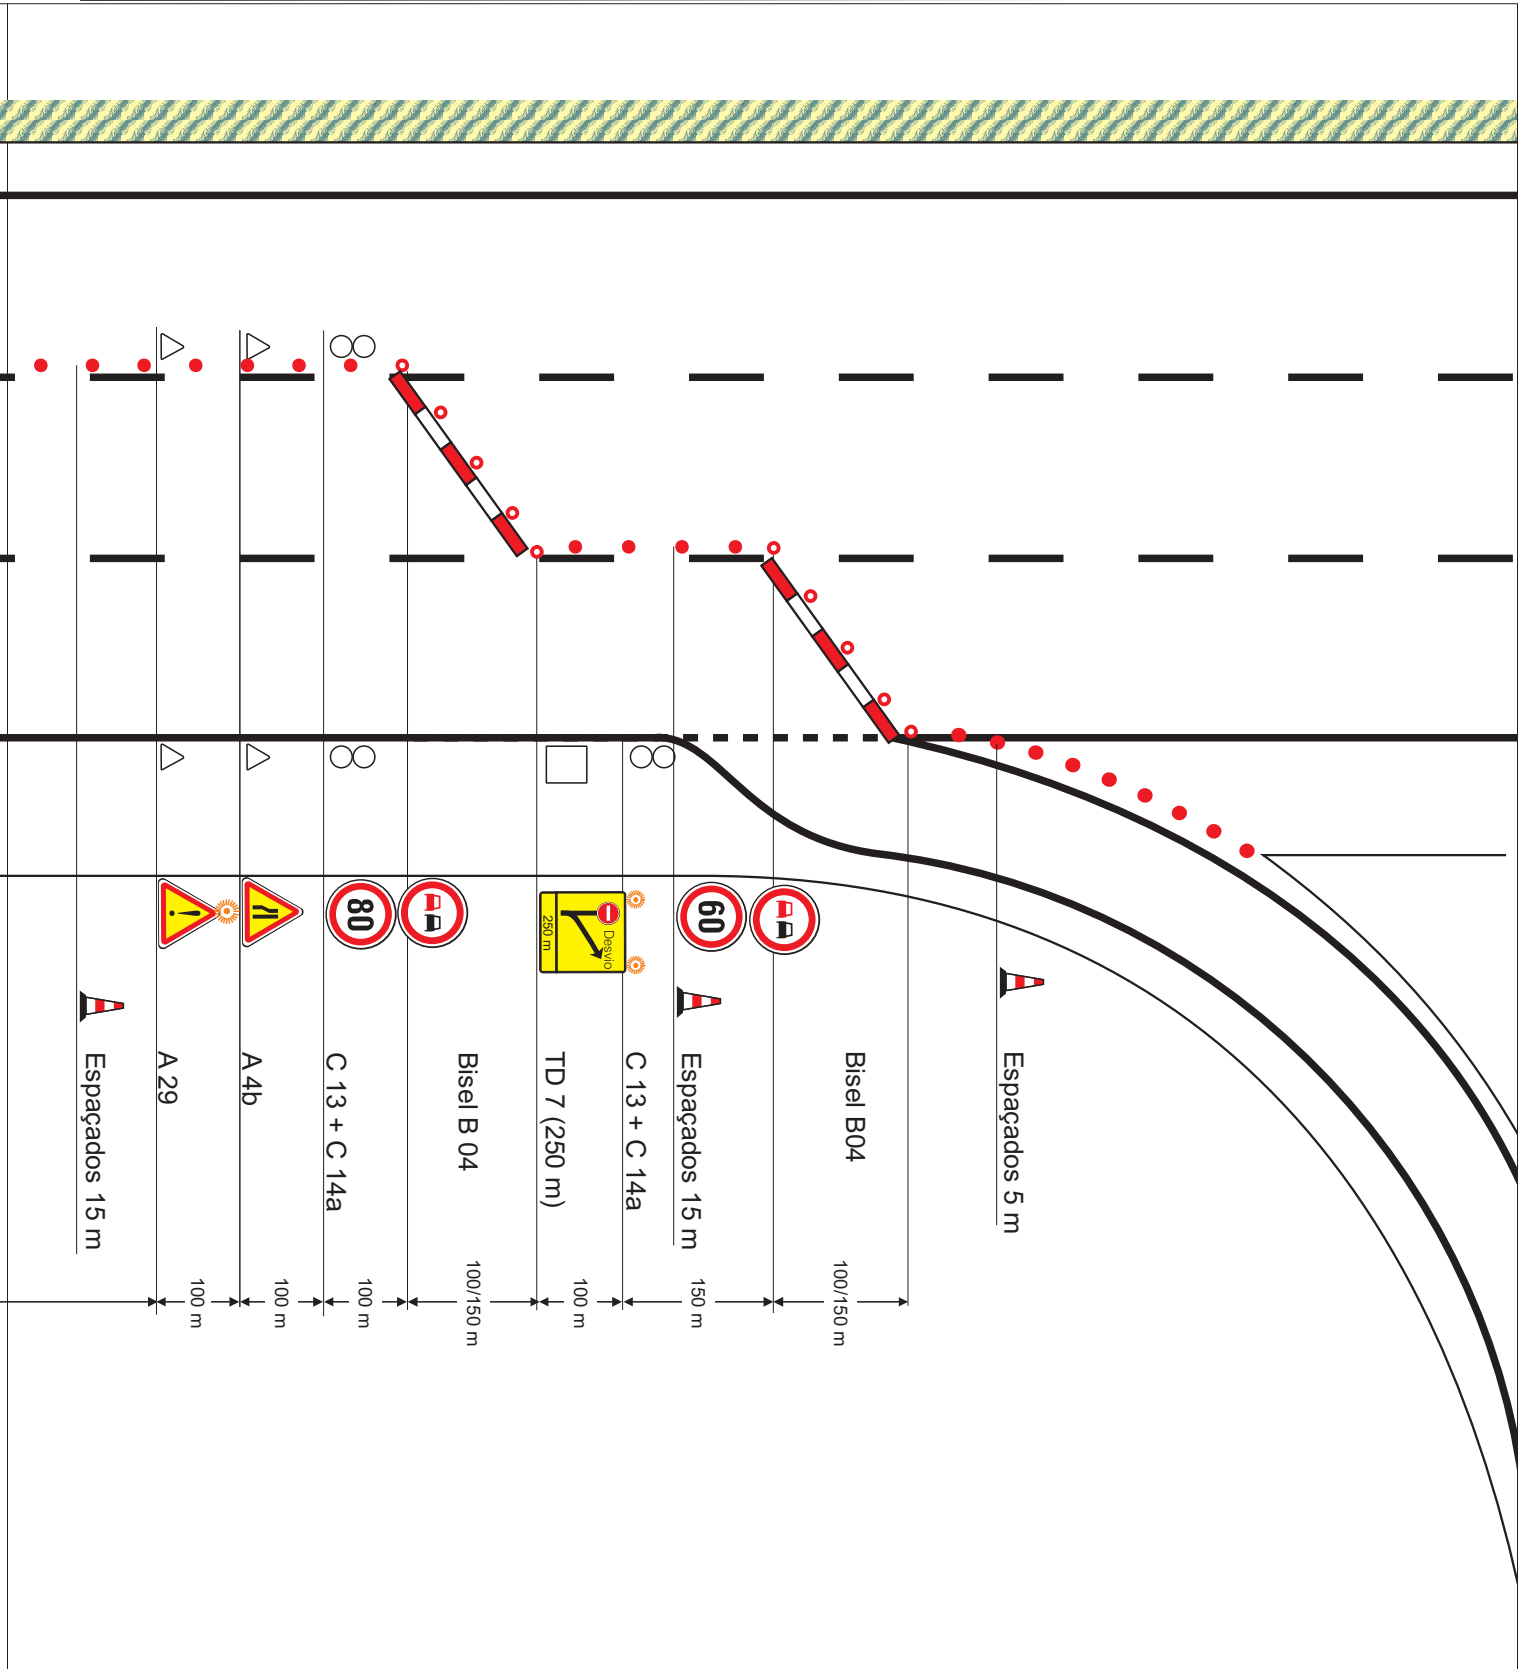 Espaçados 5 m
Bisel B04
100/150 m
Espaçados 15 m
150 m
60
C 13 + C 14a
TD 7 (250 m)
100 m
Desvio
250 m
Bisel B 04
100/150 m
C 13 + C 14a
100 m
80
A 4b
100 m
A 29
100 m
Espaçados 15 m